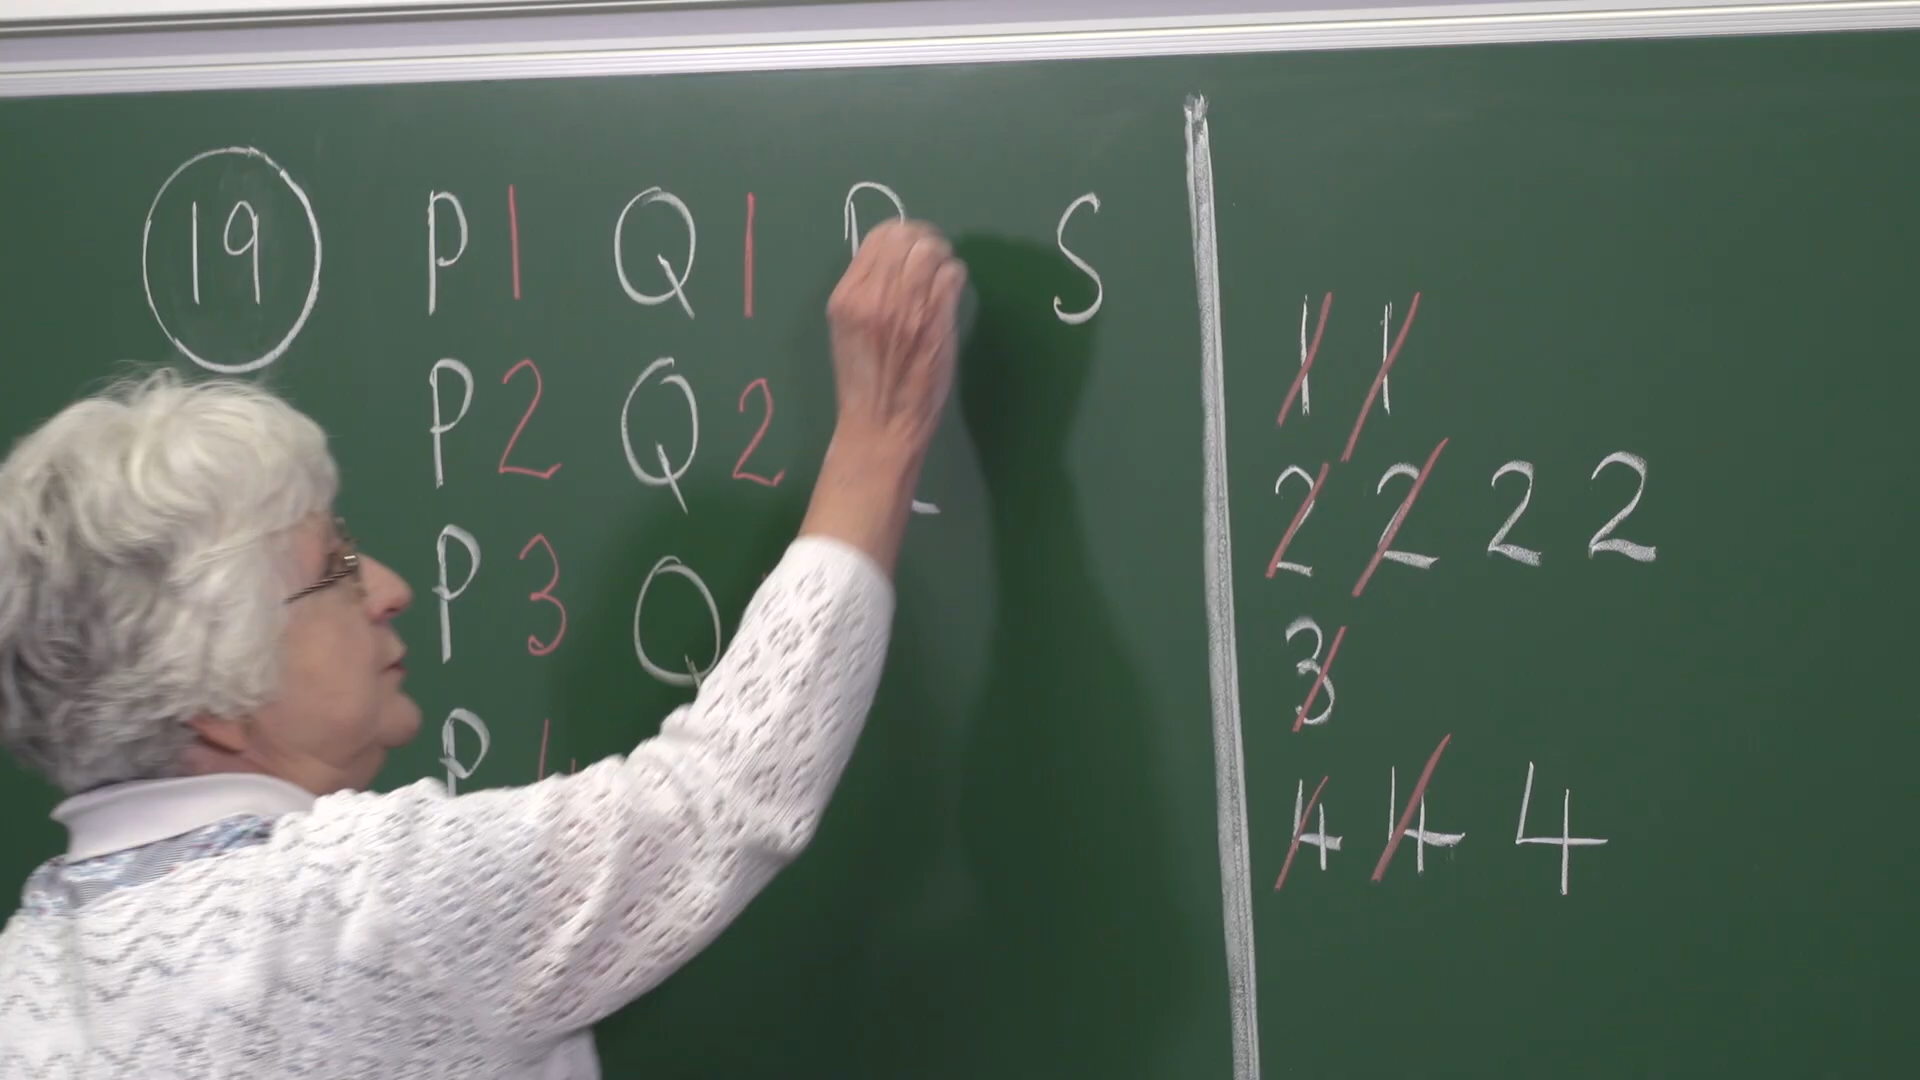 19 P 1 Q 1 S
P 2 Q 2
P 3 Q
P
1 1
2 2 2 2
3
4 4 4